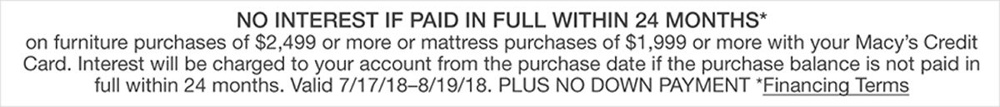 NO INTEREST IF PAID IN FULL WITHIN 24 MONTHS*
on furniture purchases of $2,499 or more or mattress purchases of $1,999 or more with your Macy’s Credit
Card. Interest will be charged to your account from the purchase date if the purchase balance is not paid in
full within 24 months. Valid 7/17/18–8/19/18. PLUS NO DOWN PAYMENT *Financing Terms